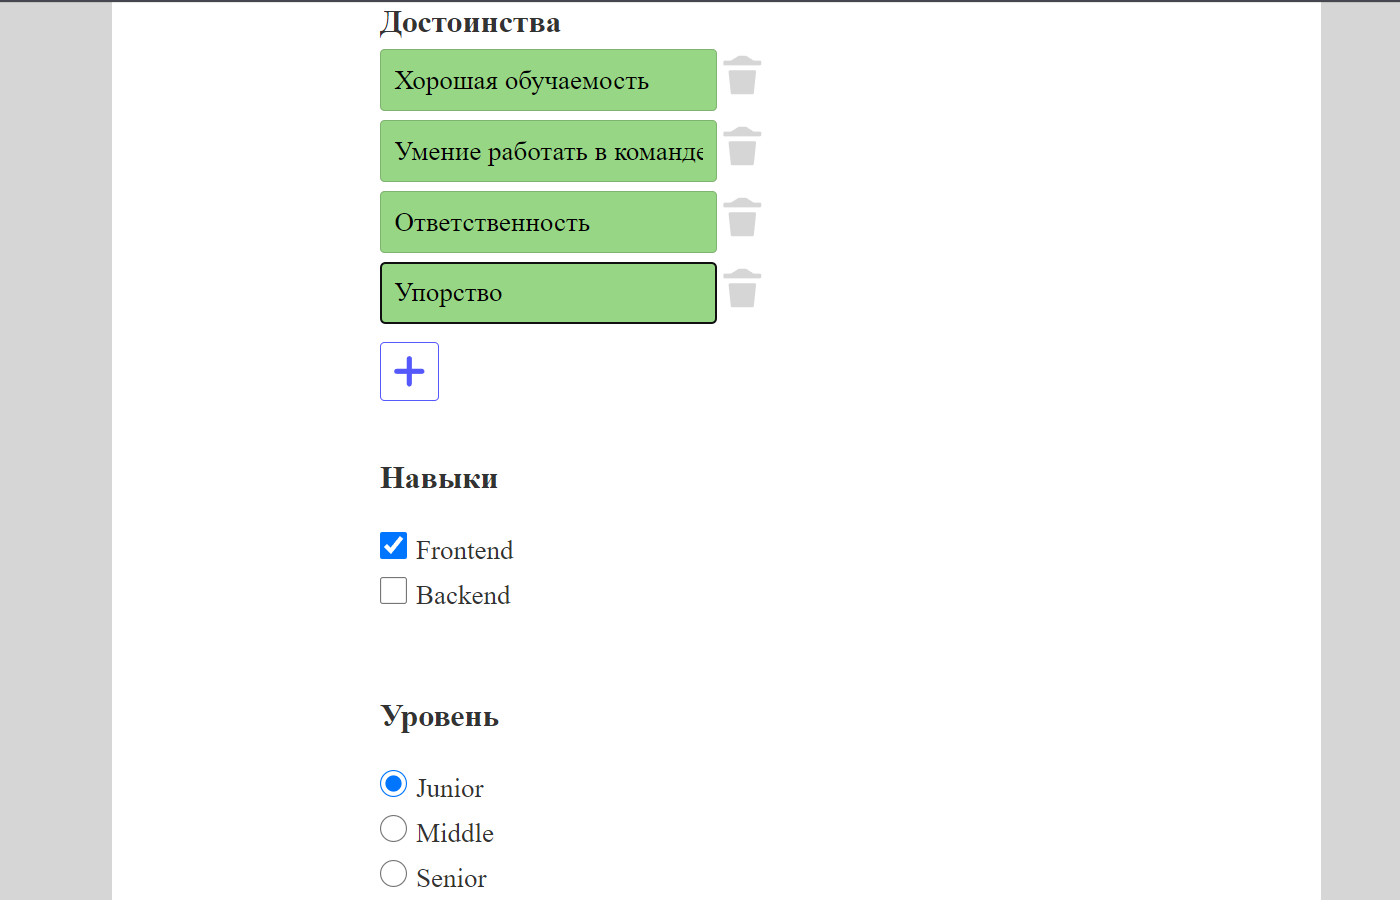 Достоинства
Хорошая обучаемость
Умение работать в команде
Ответственность
Упорство
Навыки
Frontend
Backend
Уровень
Junior
Middle
Senior